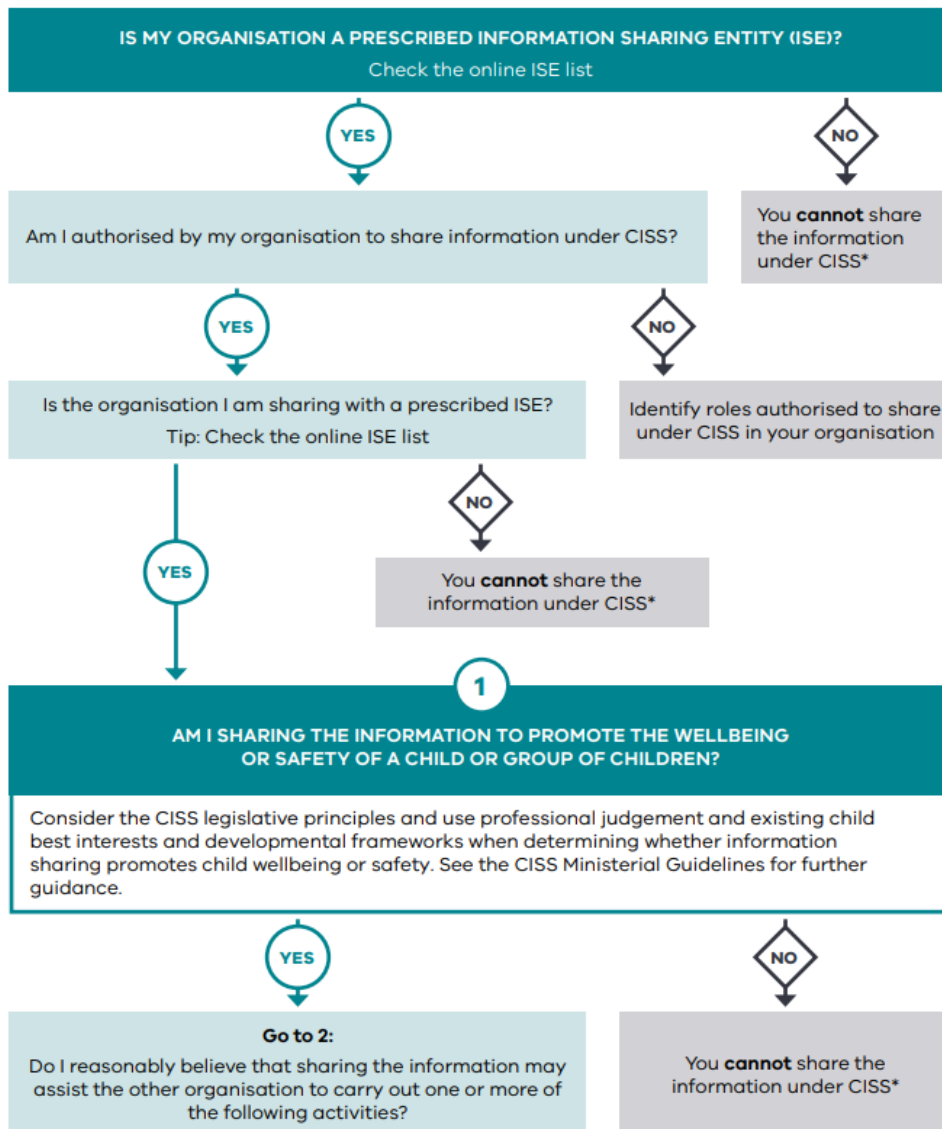 IS MY ORGANISATION A PRESCRIBED INFORMATION SHARING ENTITY (ISE)?
Check the online ISE list
YES
NO
Am I authorised by my organisation to share information under CISS?
You cannot share
the information
under CISS*
YES
NO
Is the organisation I am sharing with a prescribed ISE?
Tip: Check the online ISE list
Identify roles authorised to share
under CISS in your organisation
NO
YES
You cannot share the
information under CISS*
1
AM I SHARING THE INFORMATION TO PROMOTE THE WELLBEING
OR SAFETY OF A CHILD OR GROUP OF CHILDREN?
Consider the CISS legislative principles and use professional judgement and existing child
best interests and developmental frameworks when determining whether information
sharing promotes child wellbeing or safety. See the CISS Ministerial Guidelines for further
guidance.
YES
NO
Go to 2:
Do I reasonably believe that sharing the information may
assist the other organisation to carry out one or more of
the following activities?
You cannot share the
information under CISS*